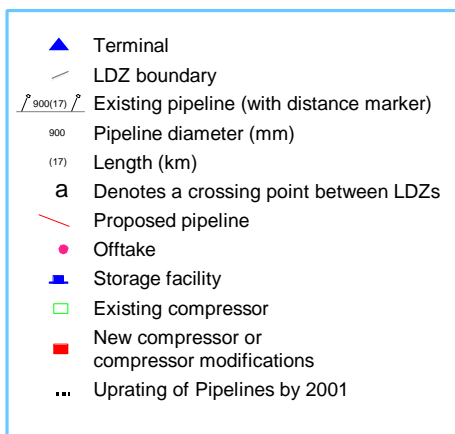 Terminal
LDZ boundary
900(17) Existing pipeline (with distance marker)
900 Pipeline diameter (mm)
(17) Length (km)
a Denotes a crossing point between LDZs
Proposed pipeline
Offtake
Storage facility
Existing compressor
New compressor or
compressor modifications
Uprating of Pipelines by 2001